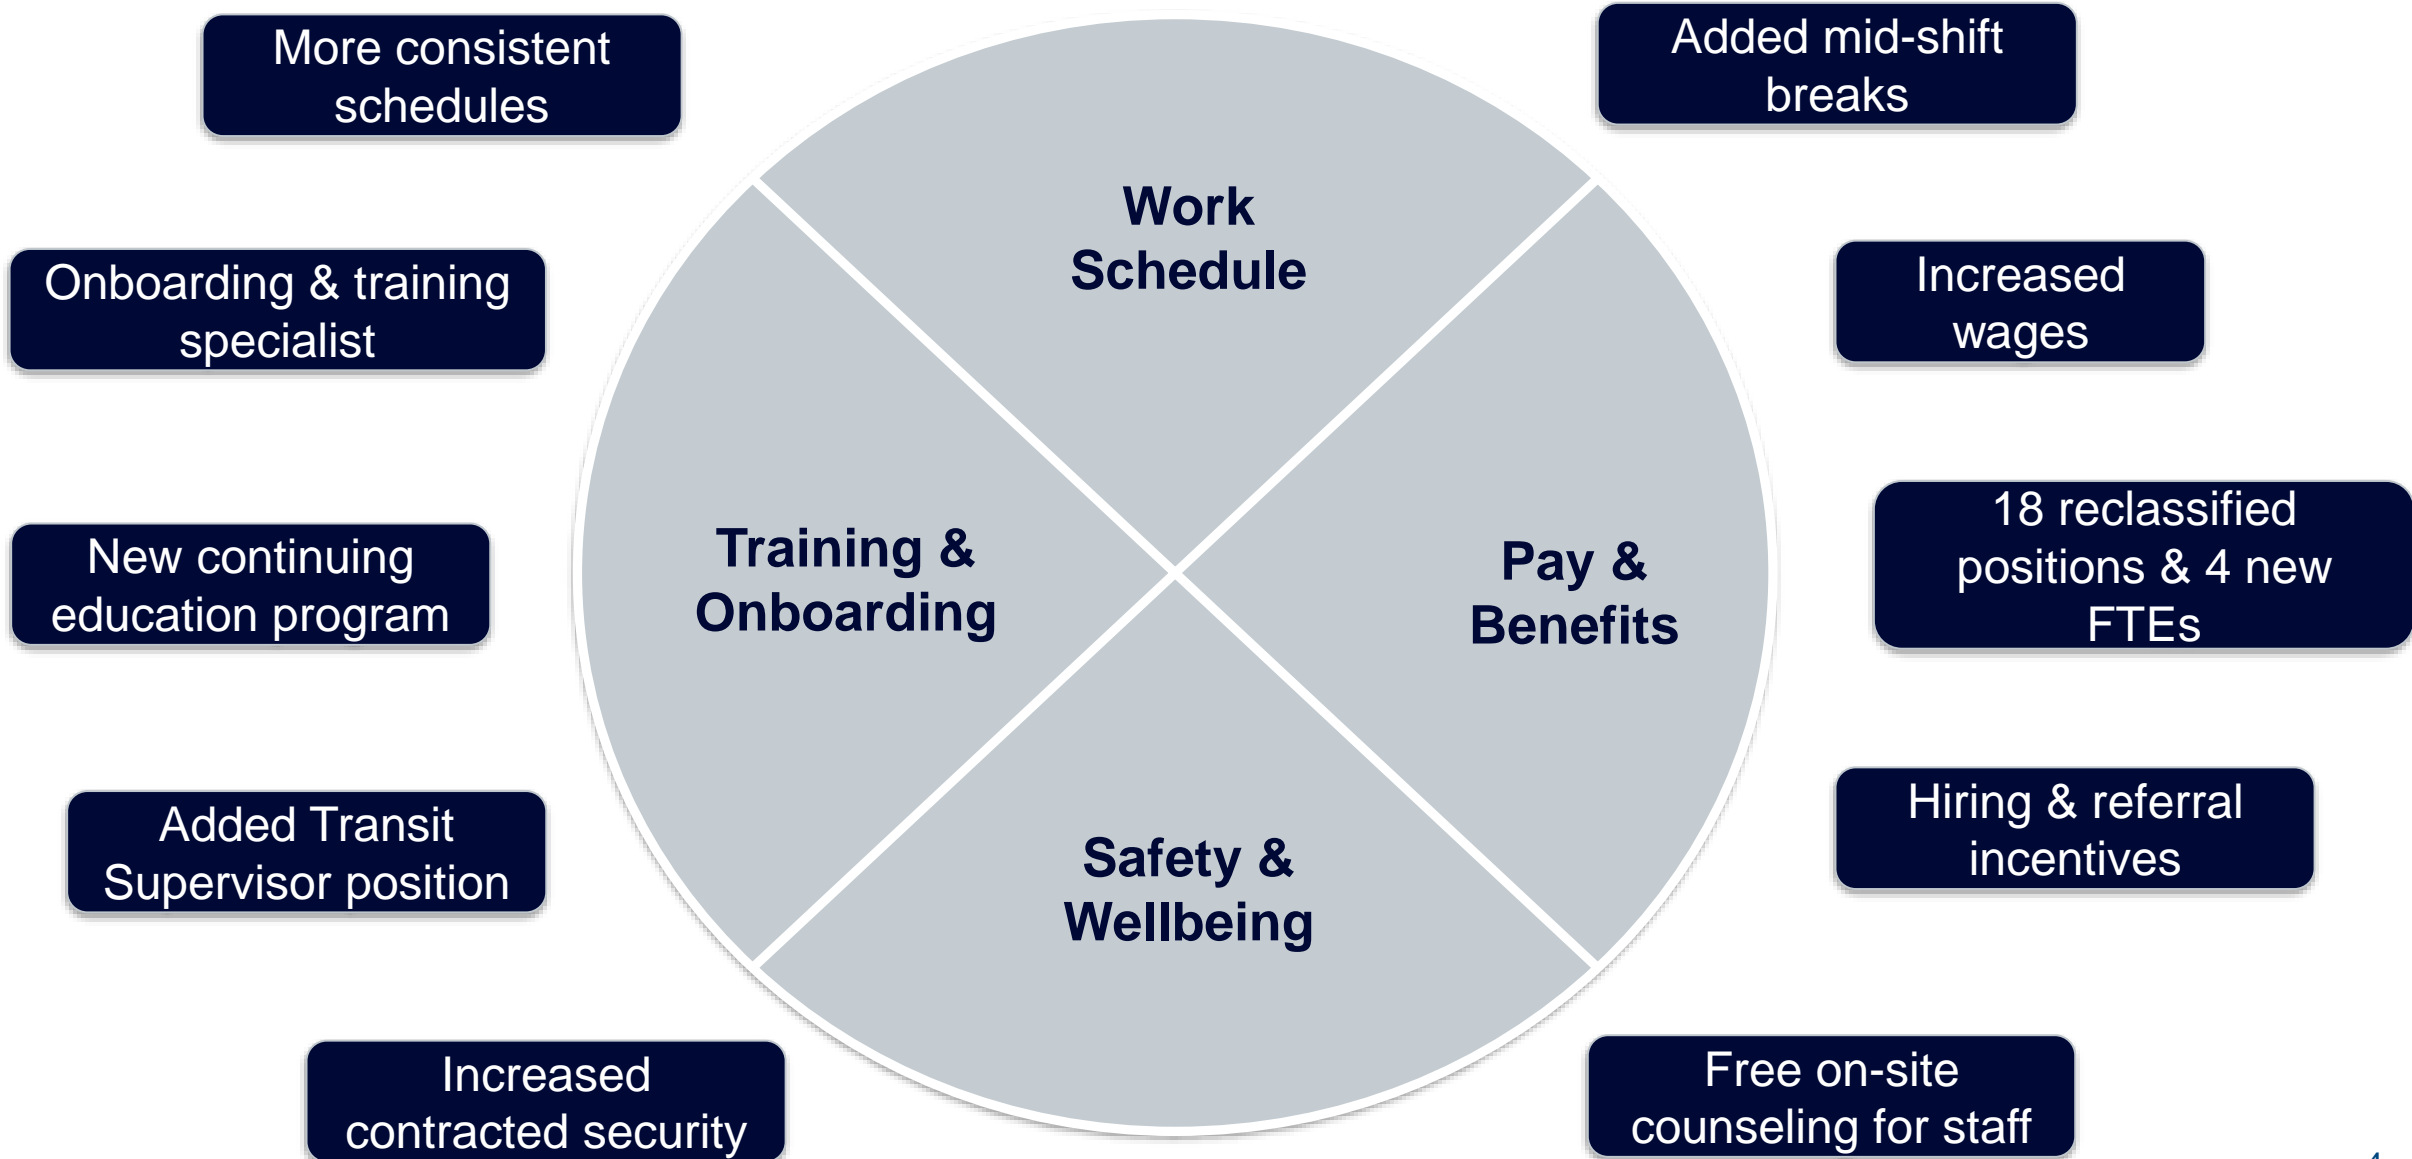 More consistent
schedules
Added mid-shift
breaks
Work
Schedule
Onboarding & training
specialist
Increased
wages
New continuing
education program
Training &
Onboarding
Pay &
Benefits
18 reclassified
positions & 4 new
FTEs
Added Transit
Supervisor position
Hiring & referral
incentives
Safety &
Wellbeing
Increased
contracted security
Free on-site
counseling for staff